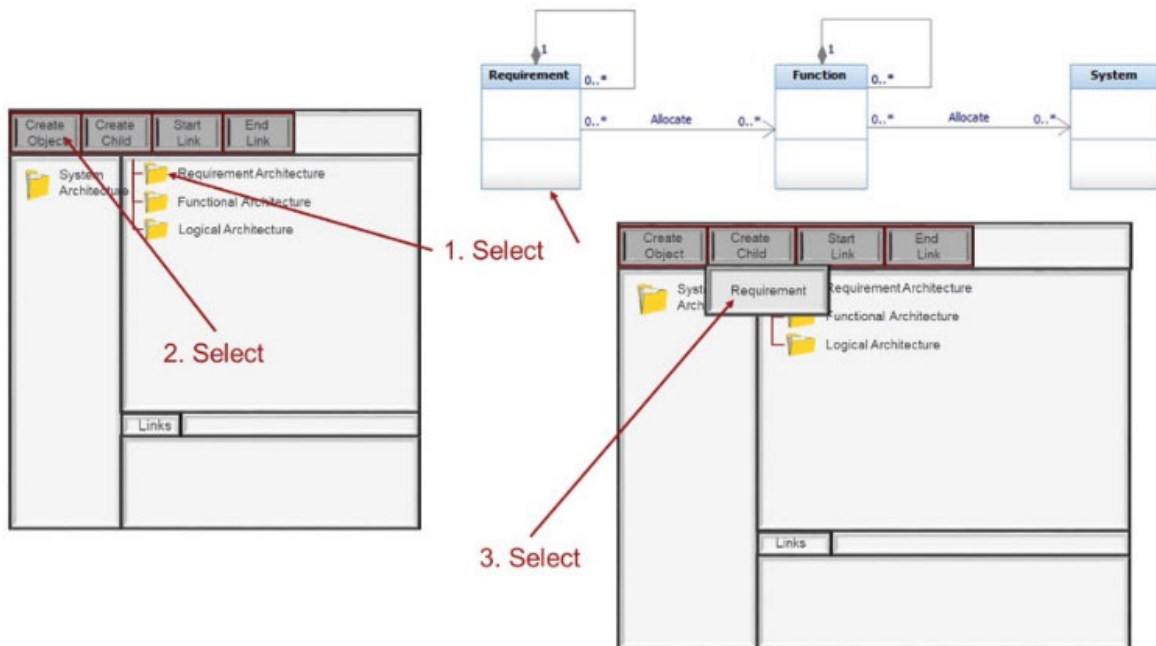 1
Requirement
0..*
0..*
Allocate
0..*
1
Function
0..*
0..*
Allocate
0..*
System
Create
Object
Create
Child
Start
Link
End
Link
System
Architecture
Requirement Architecture
Functional Architecture
Logical Architecture
Links
1. Select
2. Select
Create
Object
Create
Child
Start
Link
End
Link
Requirement
Requirement Architecture
Functional Architecture
Logical Architecture
Links
3. Select